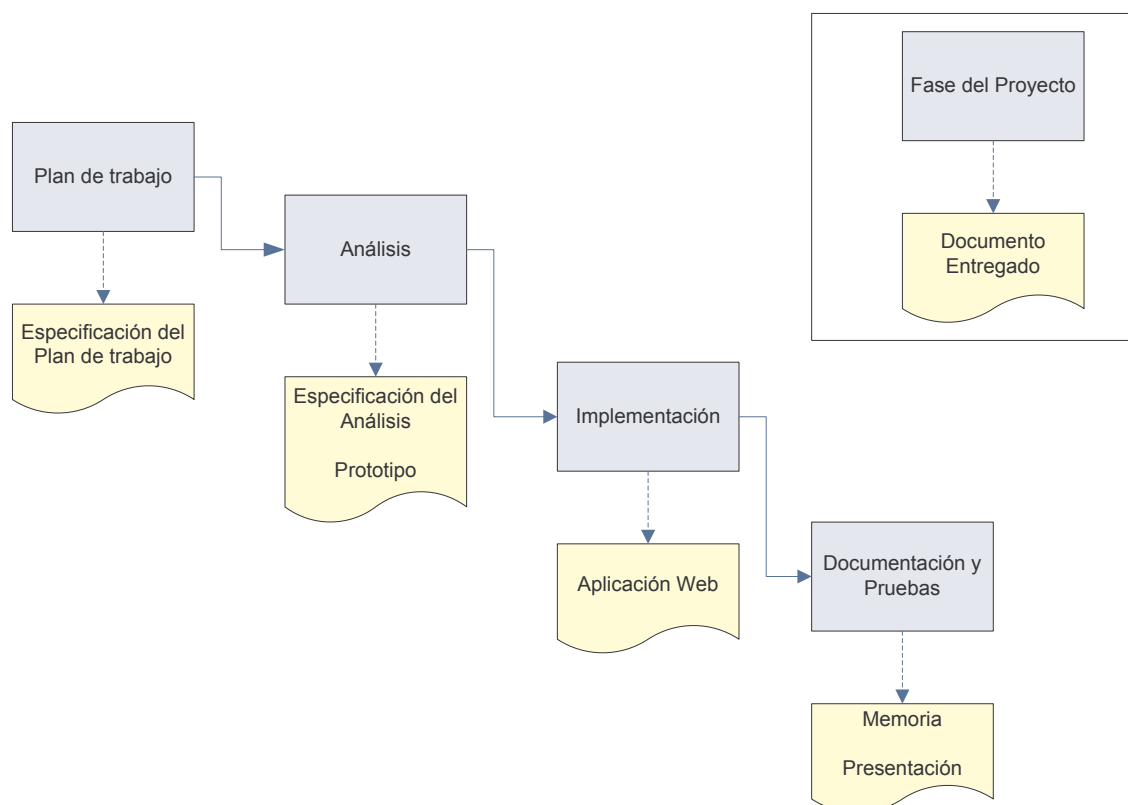 Fase del Proyecto
Documento
Entregado
Plan de trabajo
Especificación del
Plan de trabajo
Análisis
Especificación del
Análisis
Prototipo
Implementación
Aplicación Web
Documentación y
Pruebas
Memoria
Presentación